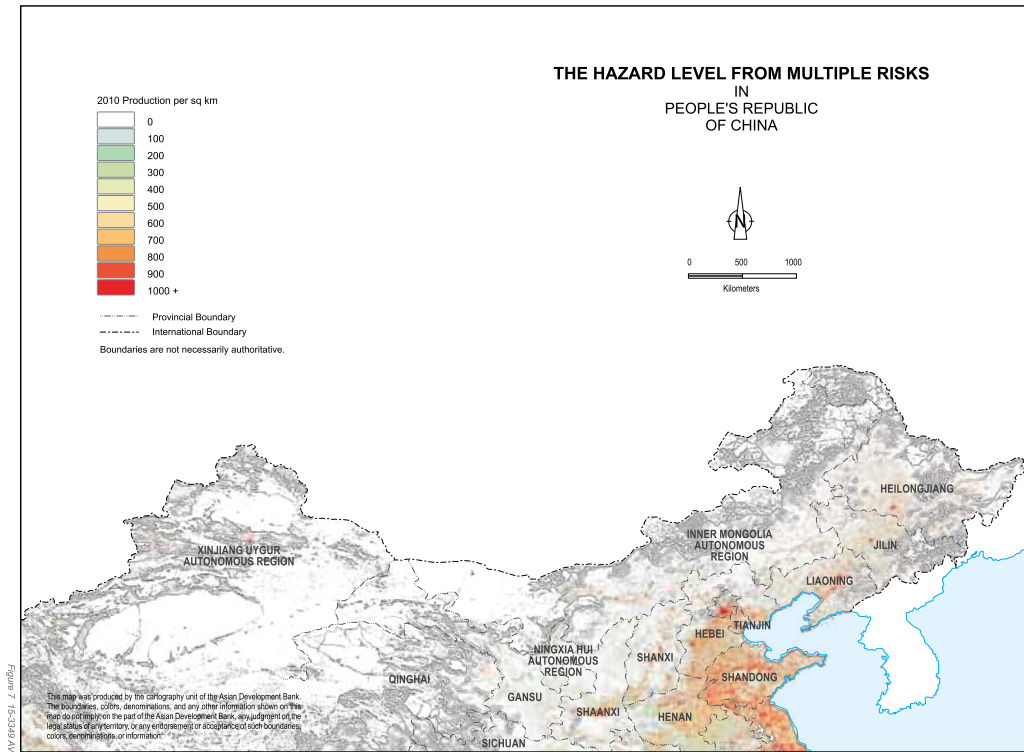 THE HAZARD LEVEL FROM MULTIPLE RISKS
IN
PEOPLE'S REPUBLIC
OF CHINA
2010 Production per sq km
0
100
200
300
400
500
600
700
800
900
1000 +
Provincial Boundary
International Boundary
Boundaries are not necessarily authoritative.
N
0 500 1000
Kilometers
HEILONGJIANG
INNER MONGOLIA
AUTONOMOUS
REGION
JILIN
XINJIANG UYGUR
AUTONOMOUS REGION
LIAONING
TIANJIN
HEBEI
NINGXIA HUI
AUTONOMOUS
REGION
SHANXI
QINGHAI
SHANDONG
GANSU
SHAANXI
HENAN
SICHUAN
This map was produced by the cartography unit of the Asian Development Bank.
The boundaries, colors, denominations, and any other information shown on this
map do not imply, on the part of the Asian Development Bank, any judgment on the
legal status of any territory, or any endorsement or acceptance of such boundaries,
colors, denominations, or information.
Figure 7 15-3349 AV